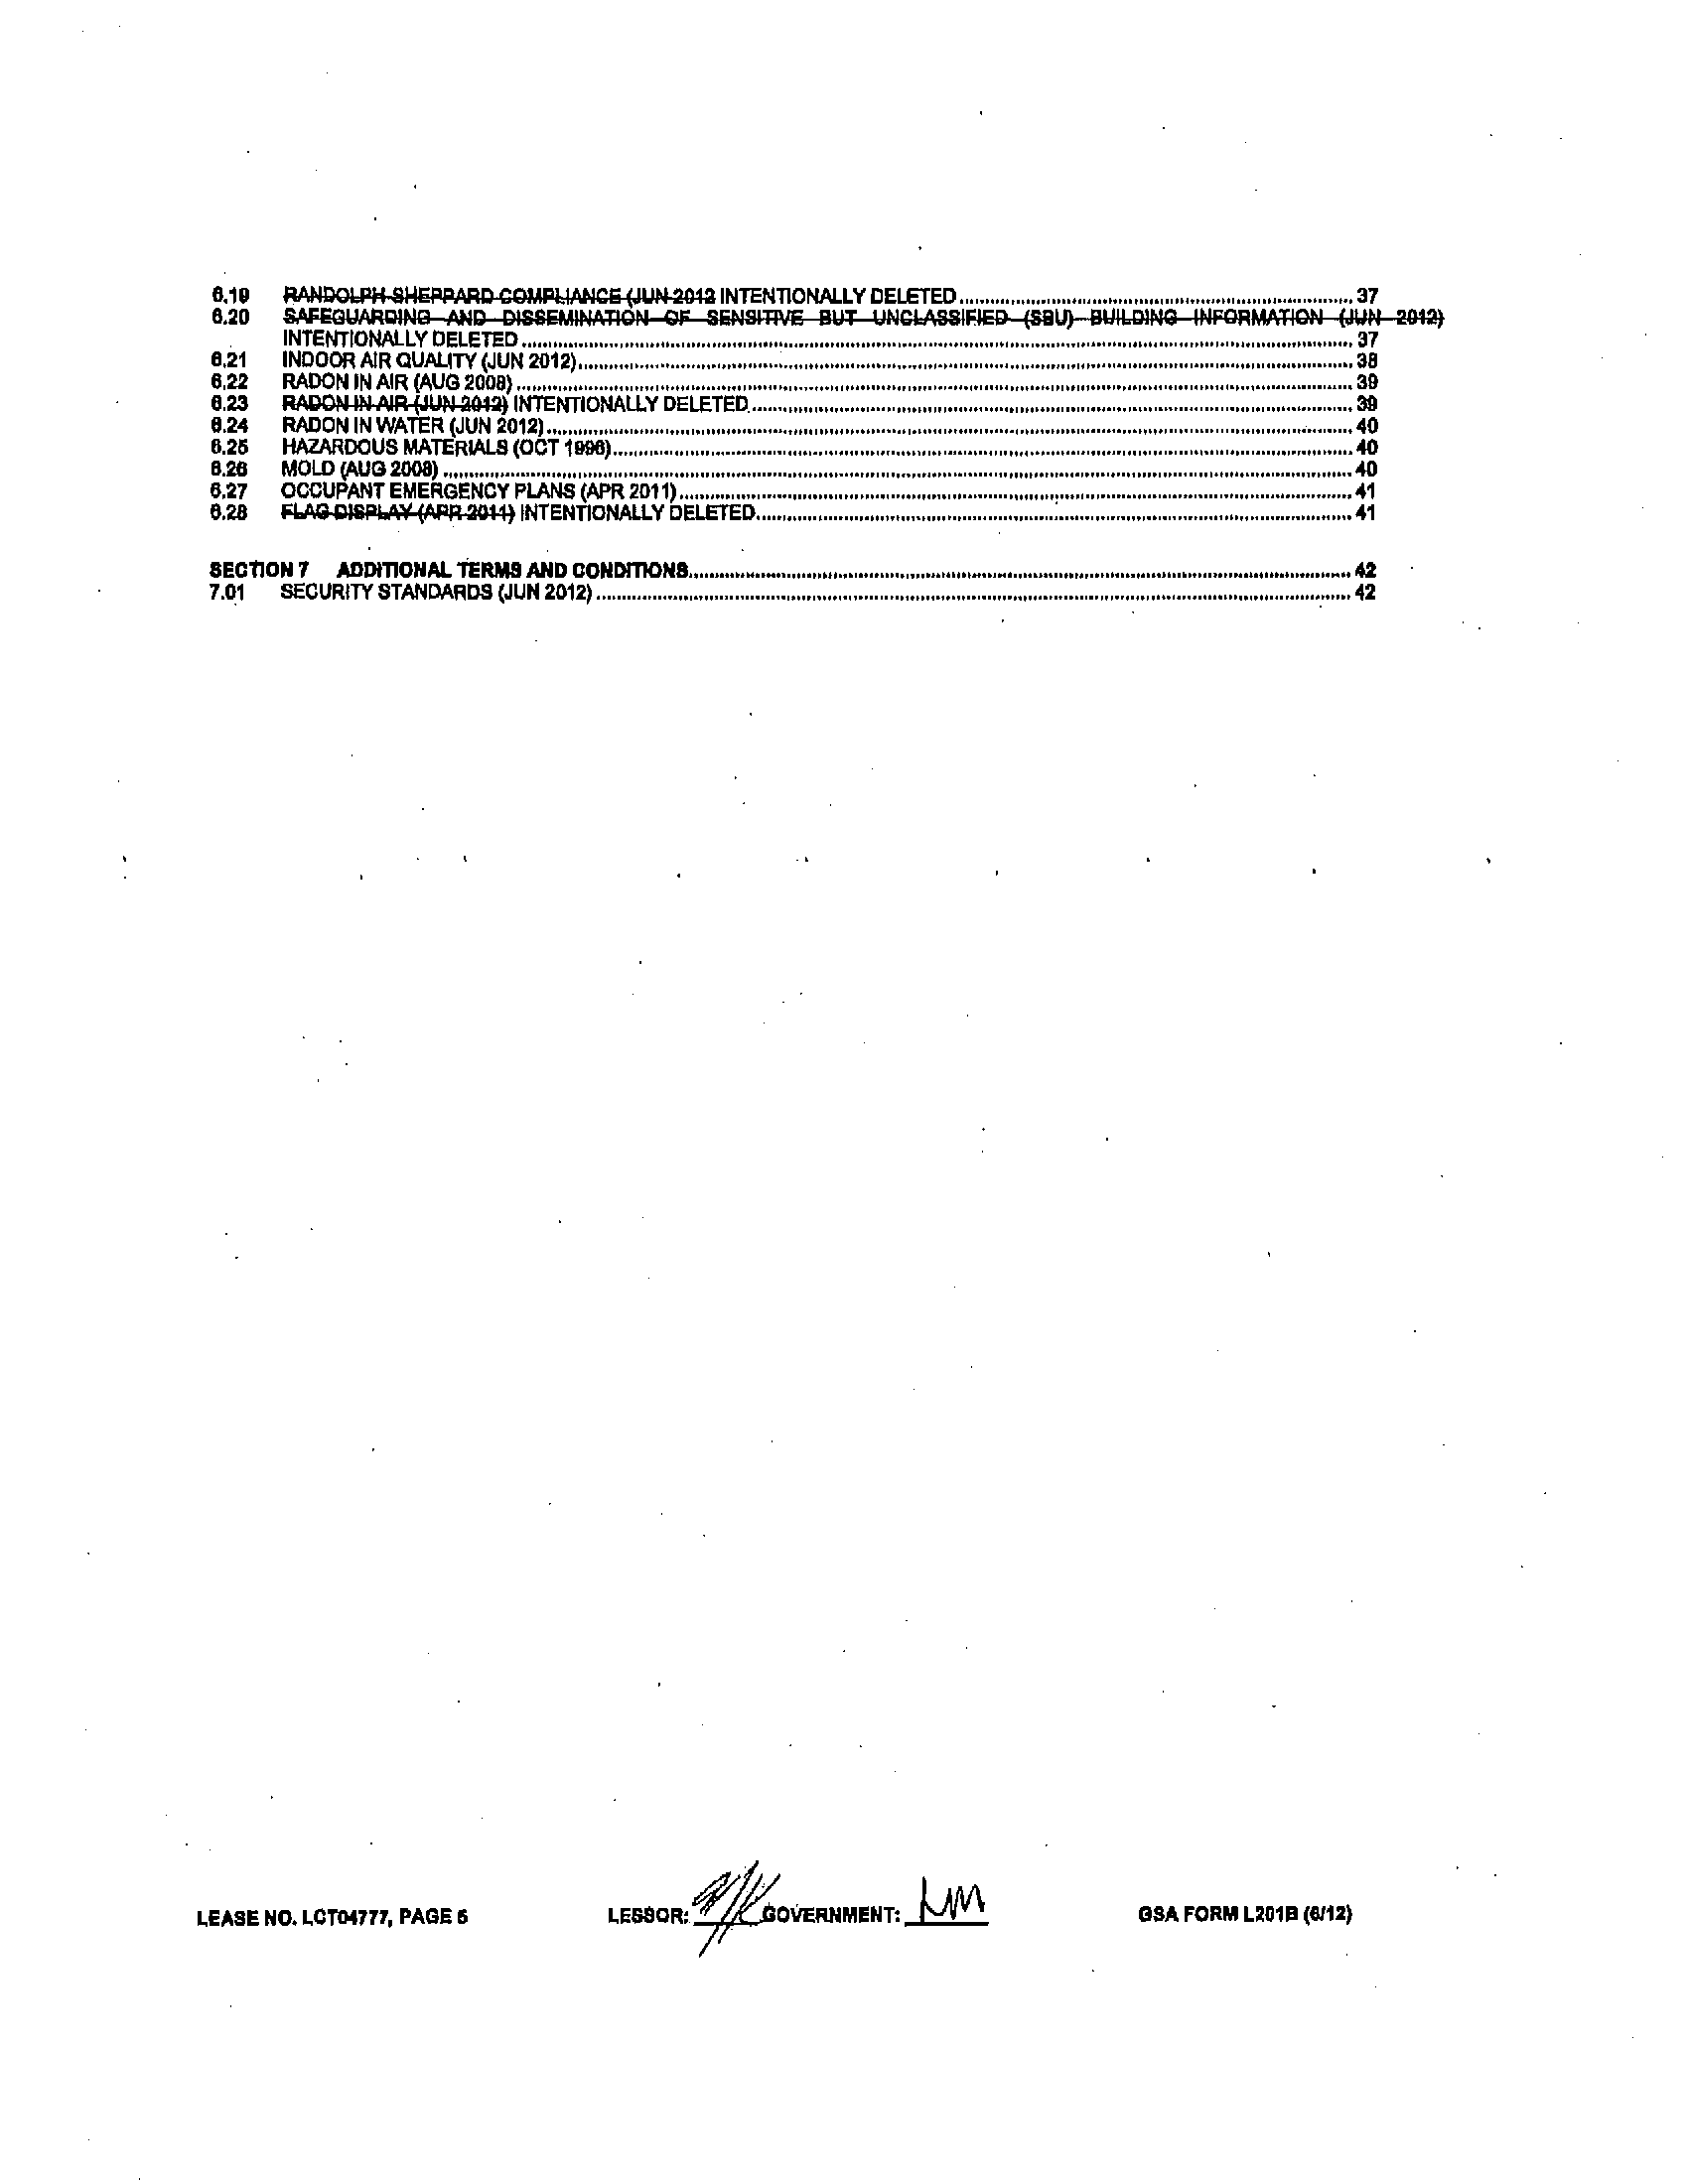 6.19 RANDOLPH-SHEPPARD COMPLIANCE (JUN 2012 INTENTIONALLY DELETED ........ 37
6.20 SAFEGUARDING AND DISSEMINATION OF SENSITIVE BUT UNCLASSIFIED (SBU) BUILDING INFORMATION (JUN 2012)
INTENTIONALLY DELETED ........ 37
6.21 INDOOR AIR QUALITY (JUN 2012) ........ 38
6.22 RADON IN AIR (AUG 2008) ........ 39
6.23 RADON IN AIR (JUN 2012) INTENTIONALLY DELETED ........ 39
6.24 RADON IN WATER (JUN 2012) ........ 40
6.25 HAZARDOUS MATERIALS (OCT 1996) ........ 40
6.26 MOLD (AUG 2008) ........ 40
6.27 OCCUPANT EMERGENCY PLANS (APR 2011) ........ 41
6.28 FLAG DISPLAY (APR 2011) INTENTIONALLY DELETED ........ 41
SECTION 7 ADDITIONAL TERMS AND CONDITIONS ........ 42
7.01 SECURITY STANDARDS (JUN 2012) ........ 42
LEASE NO. LCT04777, PAGE 5 LESSOR: GOVERNMENT: LM GSA FORM L201B (6/12)